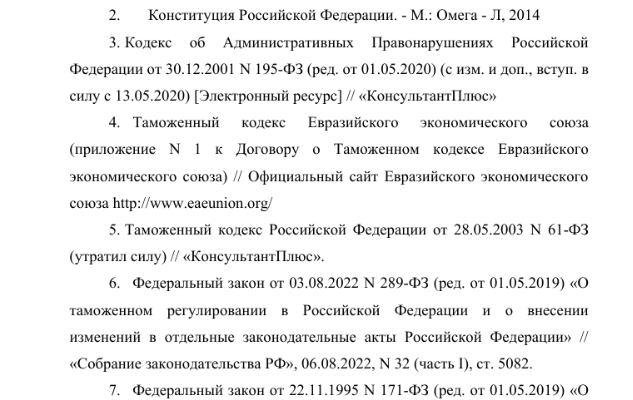 2. Конституция Российской Федерации. - М.: Омега - Л, 2014
3. Кодекс об Административных Правонарушениях Российской
Федерации от 30.12.2001 N 195-ФЗ (ред. от 01.05.2020) (с изм. и доп., вступ. в
силу с 13.05.2020) [Электронный ресурс] // «КонсультантПлюс»
4. Таможенный кодекс Евразийского экономического союза
(приложение N 1 к Договору о Таможенном кодексе Евразийского
экономического союза) // Официальный сайт Евразийского экономического
союза http://www.eaeunion.org/
5. Таможенный кодекс Российской Федерации от 28.05.2003 N 61-ФЗ
(утратил силу) // «КонсультантПлюс».
6. Федеральный закон от 03.08.2022 N 289-ФЗ (ред. от 01.05.2019) «О
таможенном регулировании в Российской Федерации и о внесении
изменений в отдельные законодательные акты Российской Федерации» //
«Собрание законодательства РФ», 06.08.2022, N 32 (часть I), ст. 5082.
7. Федеральный закон от 22.11.1995 N 171-ФЗ (ред. от 01.05.2019) «О